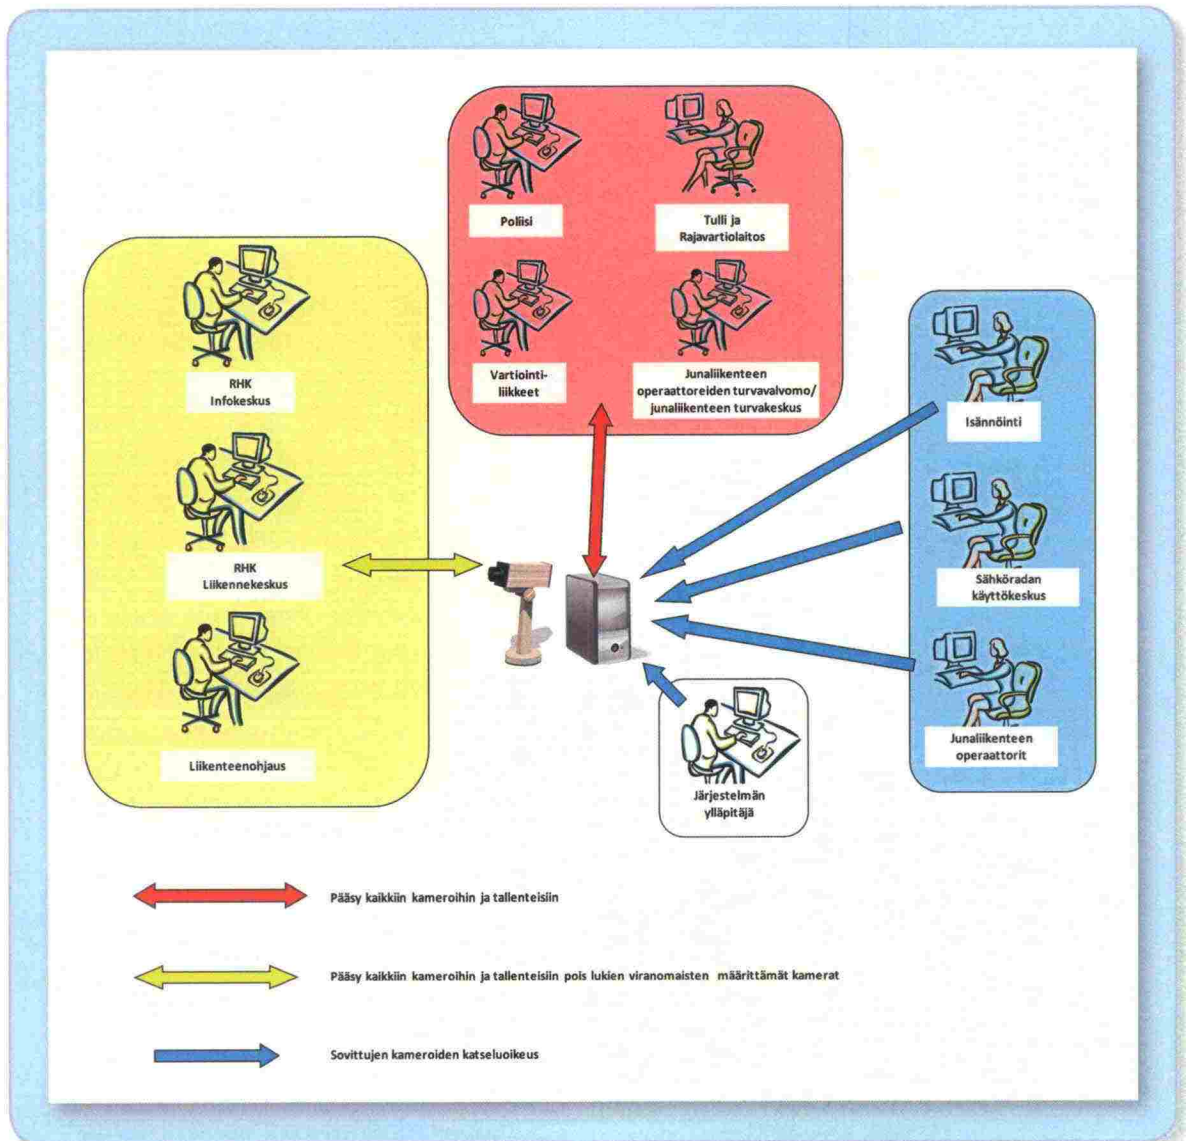 Poliisi
Tulli ja
Rajavartiolaitos
Vartiointi-
liikkeet
Junaliikenteen
operaattoreiden turvavalvomo/
junaliikenteen turvakeskus
RHK
Infokeskus
RHK
Liikennekeskus
Liikenteenohjaus
Isännöinti
Sähköradan
käyttökeskus
Junaliikenteen
operaattorit
Järjestelmän
ylläpitäjä
Pääsy kaikkiin kameroihin ja tallenteisiin
Pääsy kaikkiin kameroihin ja tallenteisiin pois lukien viranomaisten määrittämät kamerat
Sovittujen kameroiden katseluoikeus